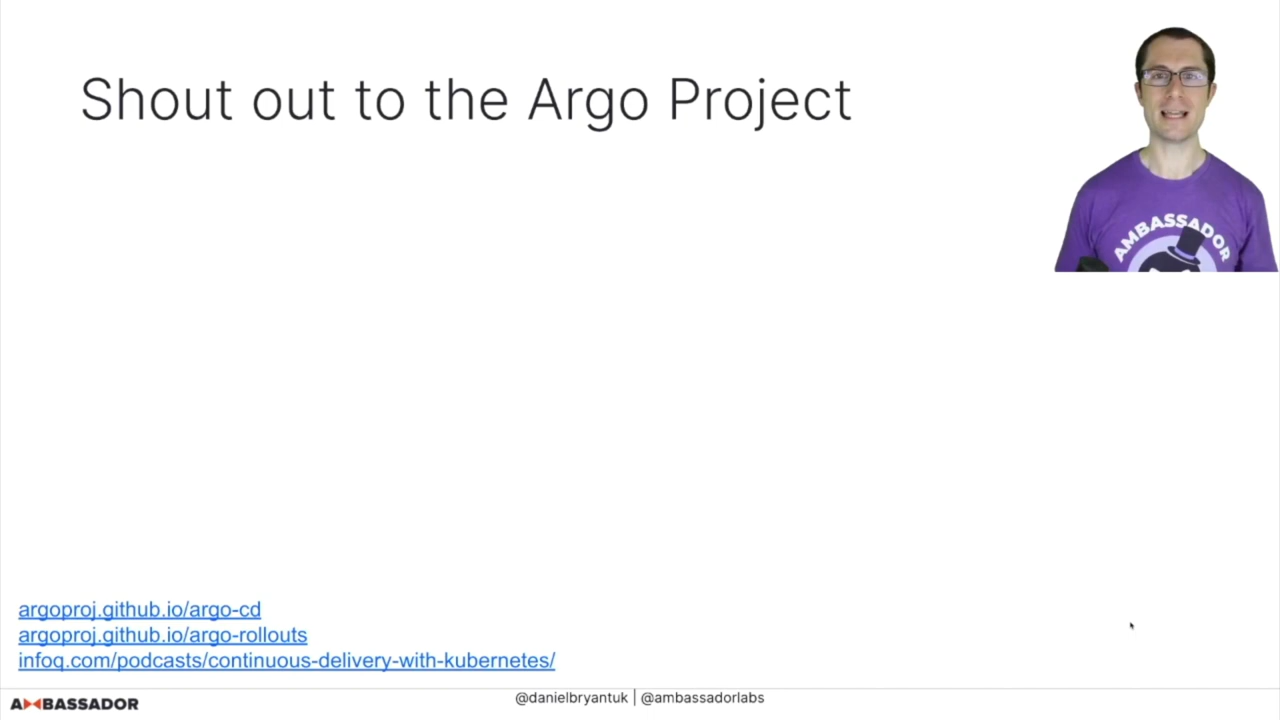 Shout out to the Argo Project
AMBASSADOR
argoproj.github.io/argo-cd
argoproj.github.io/argo-rollouts
infoq.com/podcasts/continuous-delivery-with-kubernetes/
AMBASSADOR
@danielbryantuk | @ambassadorlabs